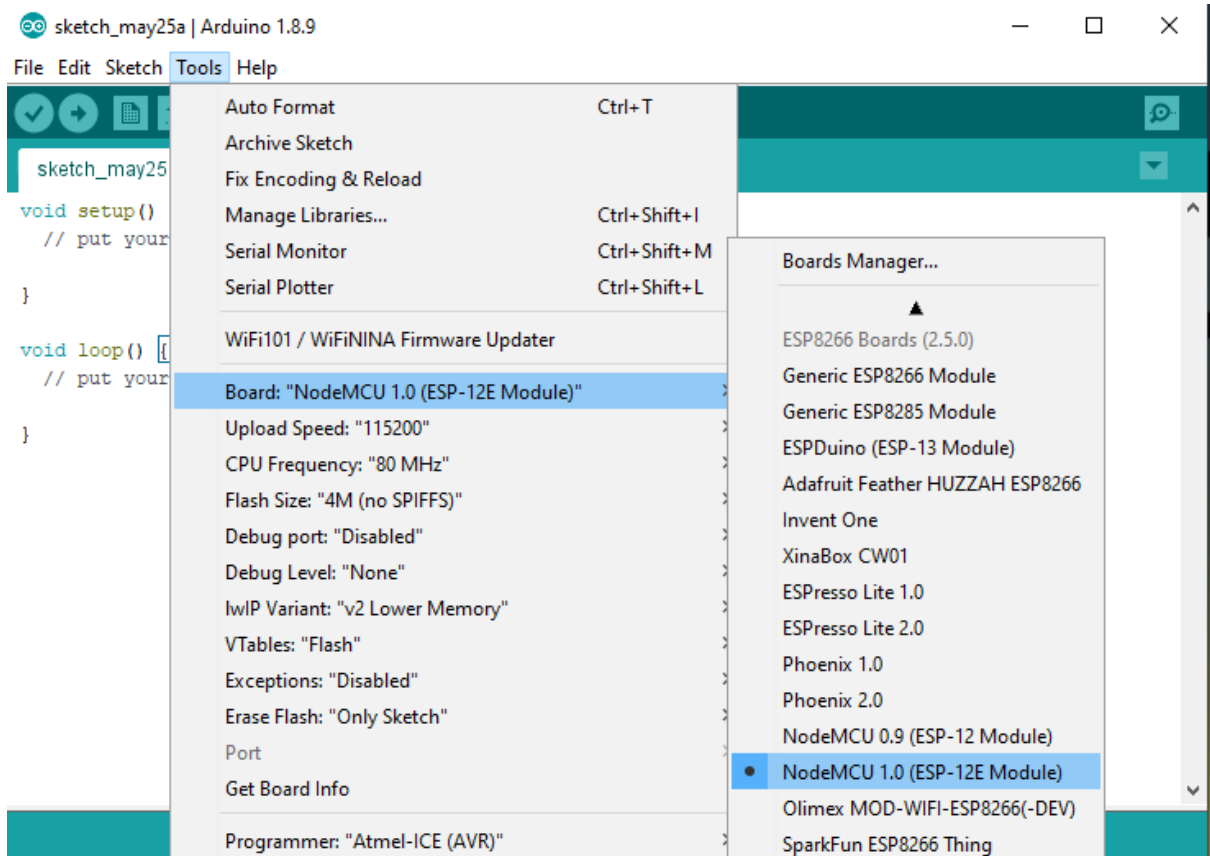 sketch_may25a | Arduino 1.8.9
File Edit Sketch Tools Help
sketch_may25
void setup()
// put your
}
void loop() {
// put your
}
Auto Format Ctrl+T
Archive Sketch
Fix Encoding & Reload
Manage Libraries... Ctrl+Shift+I
Serial Monitor Ctrl+Shift+M
Serial Plotter Ctrl+Shift+L
WiFi101 / WiFiNINA Firmware Updater
Board: "NodeMCU 1.0 (ESP-12E Module)"
Upload Speed: "115200"
CPU Frequency: "80 MHz"
Flash Size: "4M (no SPIFFS)"
Debug port: "Disabled"
Debug Level: "None"
lwIP Variant: "v2 Lower Memory"
VTables: "Flash"
Exceptions: "Disabled"
Erase Flash: "Only Sketch"
Port
Get Board Info
Programmer: "Atmel-ICE (AVR)"
Boards Manager...
ESP8266 Boards (2.5.0)
Generic ESP8266 Module
Generic ESP8285 Module
ESPDuino (ESP-13 Module)
Adafruit Feather HUZZAH ESP8266
Invent One
XinaBox CW01
ESPresso Lite 1.0
ESPresso Lite 2.0
Phoenix 1.0
Phoenix 2.0
NodeMCU 0.9 (ESP-12 Module)
NodeMCU 1.0 (ESP-12E Module)
Olimex MOD-WIFI-ESP8266(-DEV)
SparkFun ESP8266 Thing